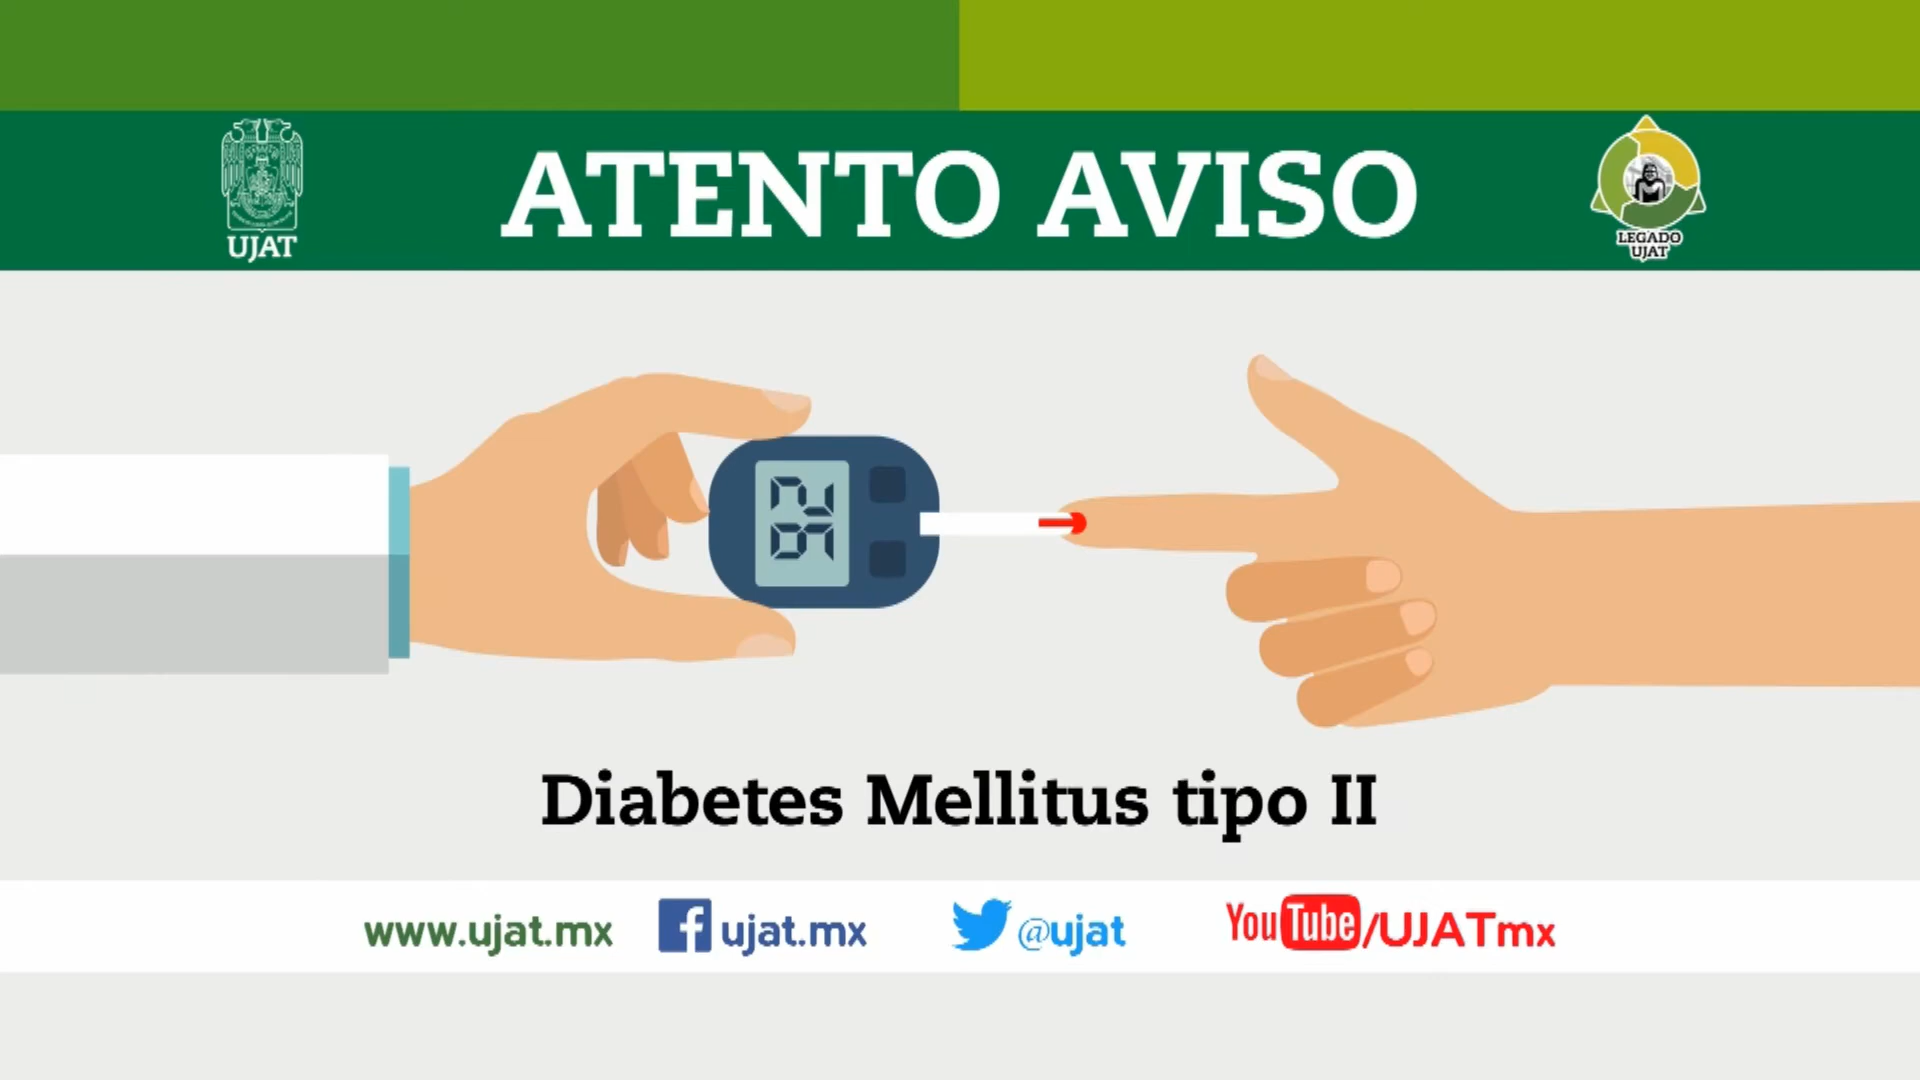 UJAT
ATENTO AVISO
LEGADO
UJAT
Diabetes Mellitus tipo II
www.ujat.mx
ujat.mx
@ujat
YouTube/UJATmx